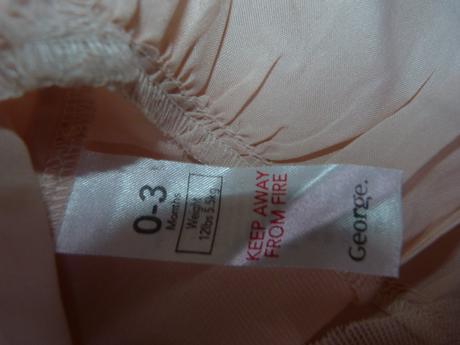 0-3
Months
Weight
12lbs 5.5kg
KEEP AWAY
FROM FIRE
George.